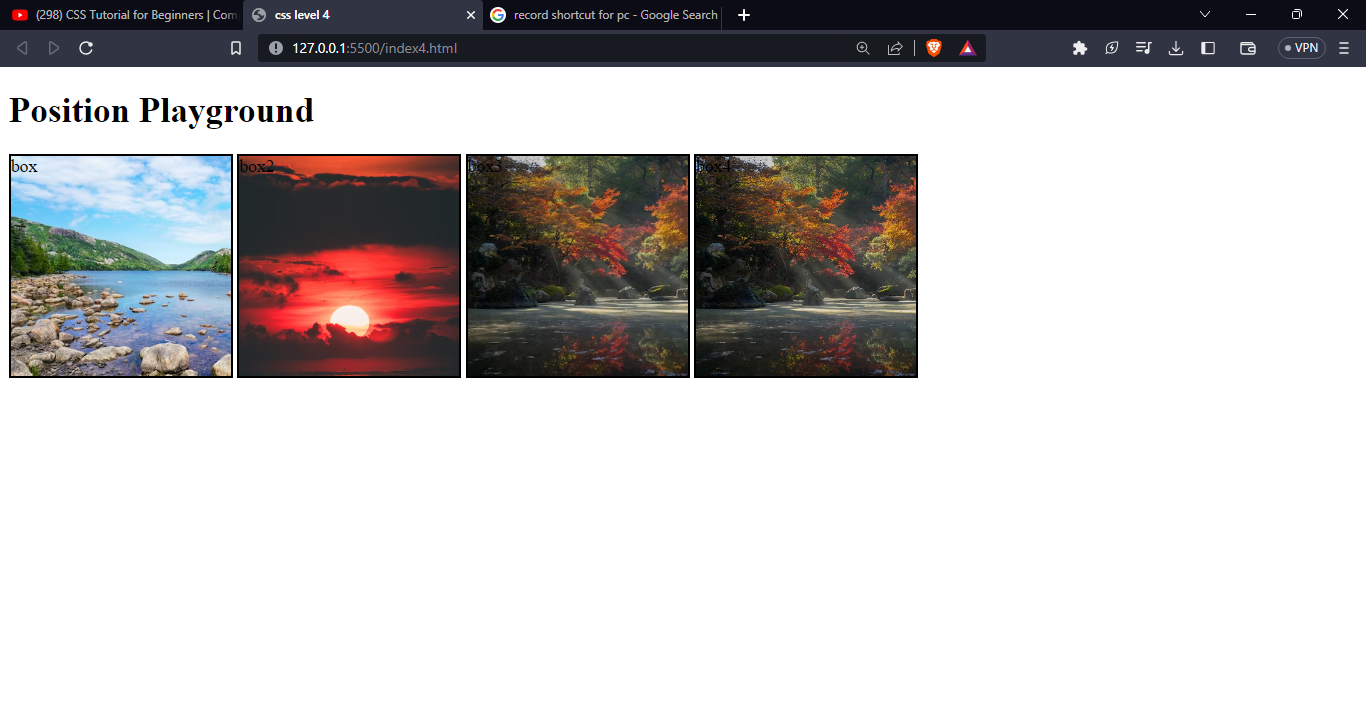 (298) CSS Tutorial for Beginners | Com
css level 4
record shortcut for pc - Google Search
127.0.0.1:5500/index4.html
VPN
Position Playground
box
box2
box3
box4